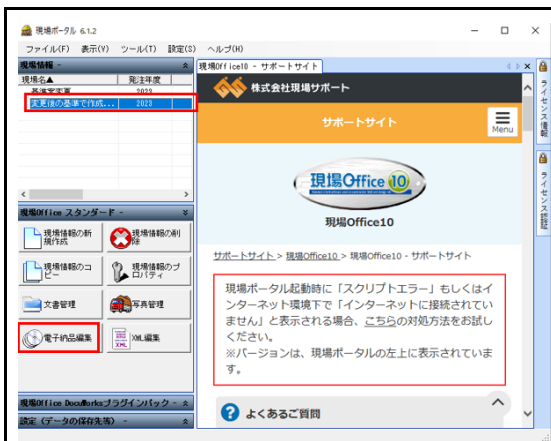 現場ポータル 6.1.2
ファイル(F) 表示(V) ツール(T) 設定(S) ヘルプ(H)
現場情報 -
現場名▲ 発注年度
基準案変更 2023
変更後の基準で作成... 2023
現場Office スタンダード -
現場情報の新規作成
現場情報の削除
現場情報のコピー
現場情報のプロパティ
文書管理
写真管理
電子納品編集
XML編集
現場Office DocuWorksプラグインパック -
設定 (データの保存先等) -
現場Office10 - サポートサイト
株式会社現場サポート
サポートサイト
Menu
現場Office 10
現場Office10
サポートサイト > 現場Office10 > 現場Office10 - サポートサイト
現場ポータル起動時に「スクリプトエラー」もしくはイ
ンターネット環境下で「インターネットに接続されてい
ません」と表示される場合、こちらの対処方法をお試し
ください。
※バージョンは、現場ポータルの左上に表示されていま
す。
よくあるご質問
ライセンス情報
ライセンス認証